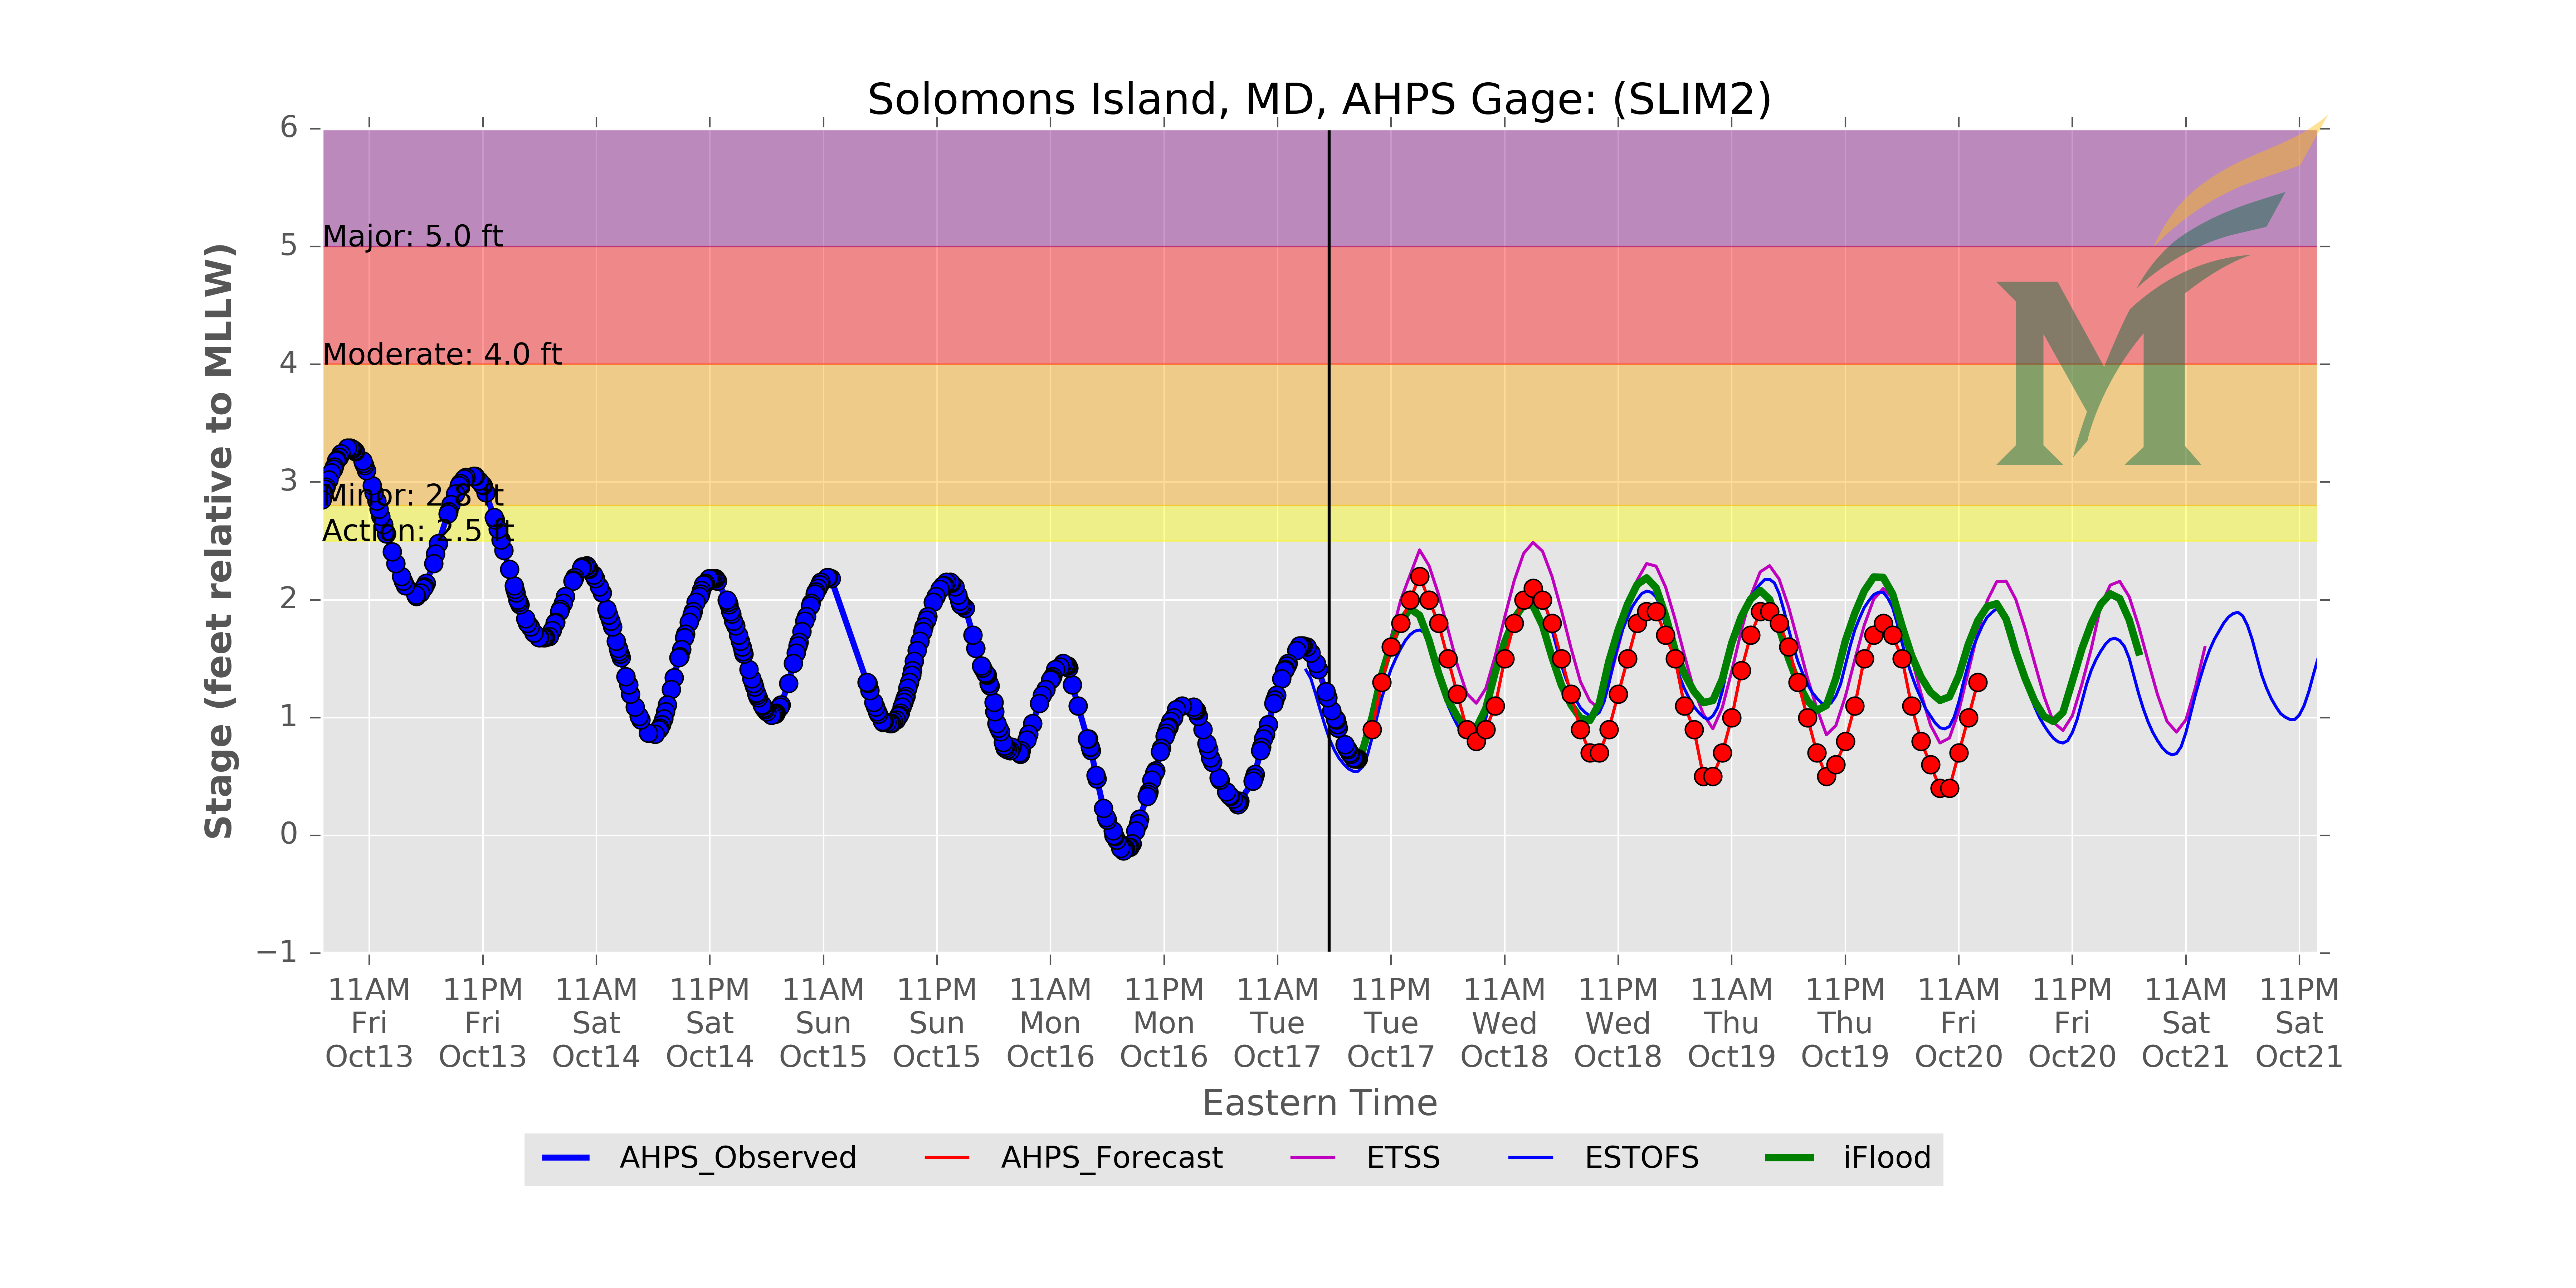 Solomons Island, MD, AHPS Gage: (SLIM2)
6
5
4
3
2
1
0
−1
Stage (feet relative to MLLW)
Major: 5.0 ft
Moderate: 4.0 ft
Minor: 2.8 ft
Action: 2.5 ft
11AM 11PM 11AM 11PM 11AM 11PM 11AM 11PM 11AM 11PM 11AM 11PM 11AM 11PM 11AM 11PM 11AM 11PM
Fri Fri Sat Sat Sun Sun Mon Mon Tue Tue Wed Wed Thu Thu Fri Fri Sat Sat
Oct13 Oct13 Oct14 Oct14 Oct15 Oct15 Oct16 Oct16 Oct17 Oct17 Oct18 Oct18 Oct19 Oct19 Oct20 Oct20 Oct21 Oct21
Eastern Time
AHPS_Observed AHPS_Forecast ETSS ESTOFS iFlood
M